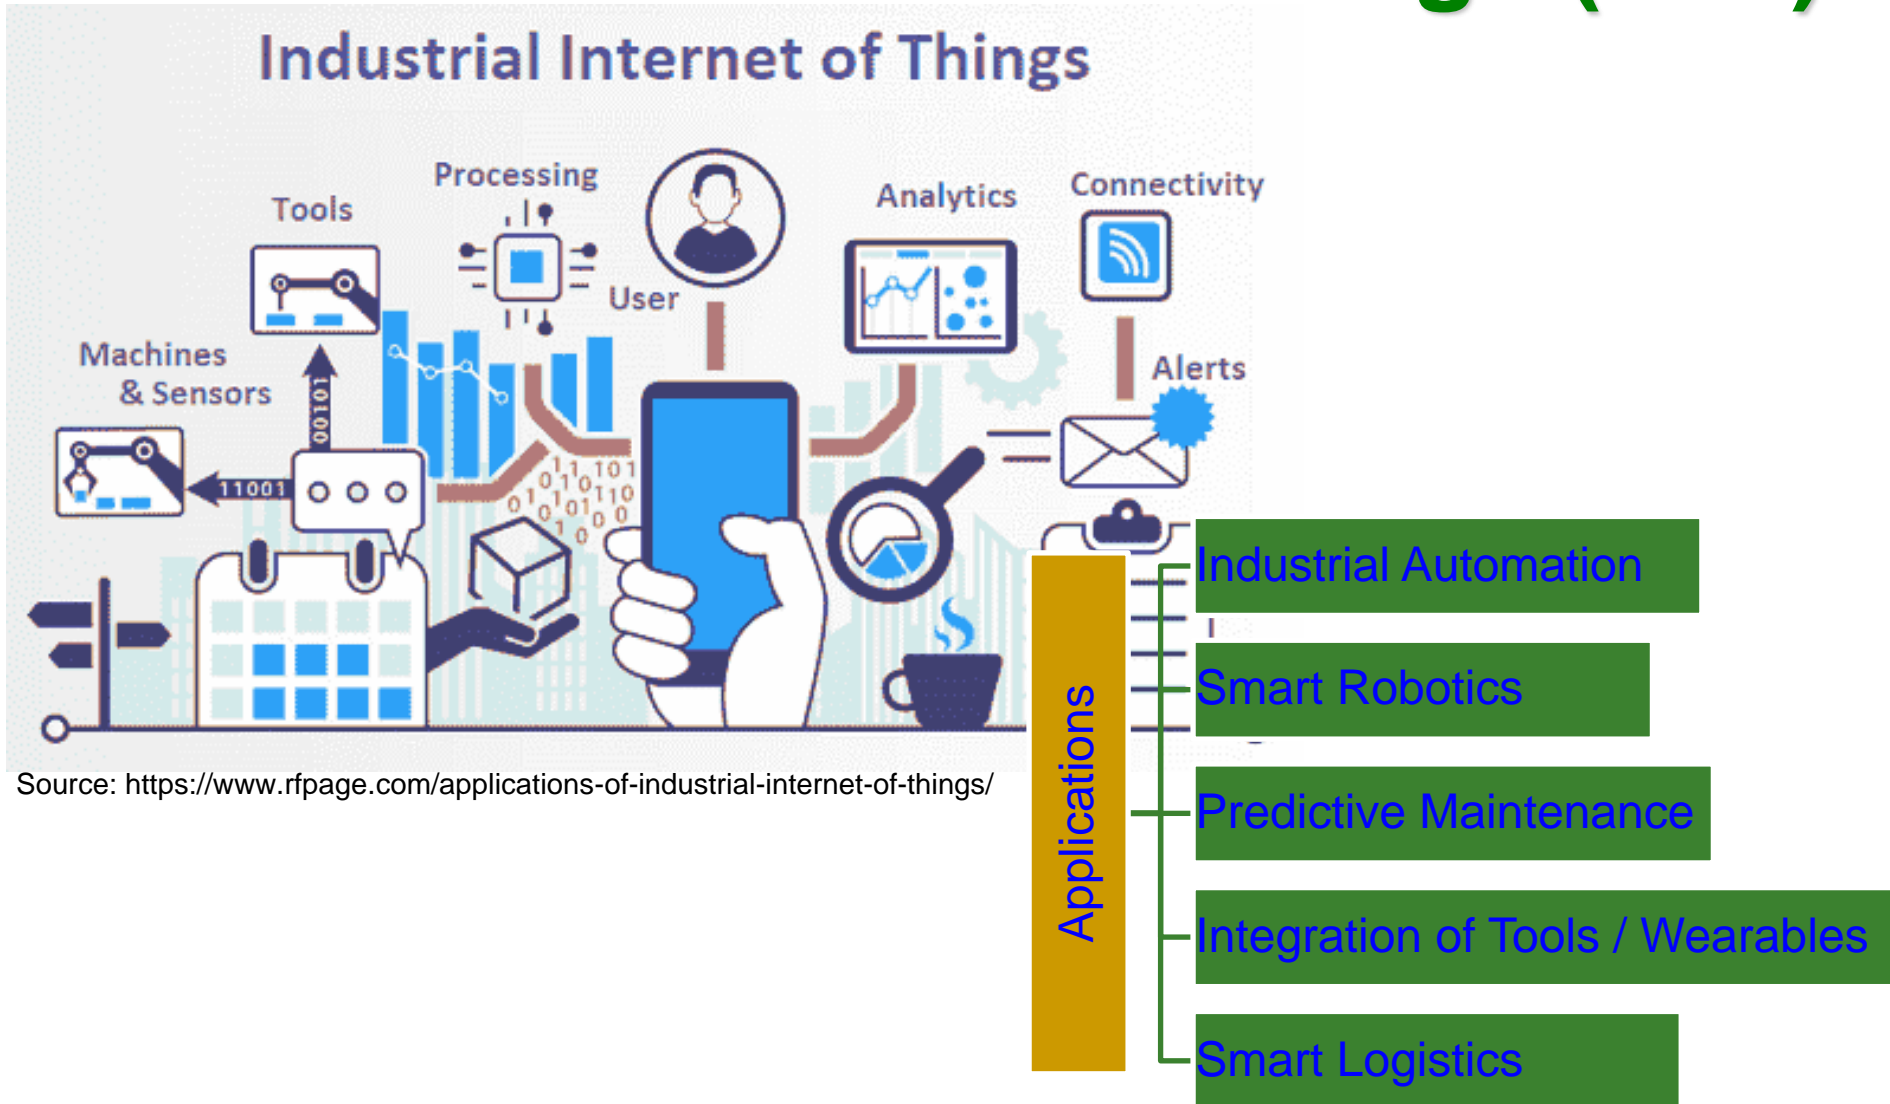 Industrial Internet of Things
Processing
Tools
Analytics
Connectivity
User
Machines
& Sensors
Alerts
10100
11001
Source: https://www.rfpage.com/applications-of-industrial-internet-of-things/
Applications
Industrial Automation
Smart Robotics
Predictive Maintenance
Integration of Tools / Wearables
Smart Logistics